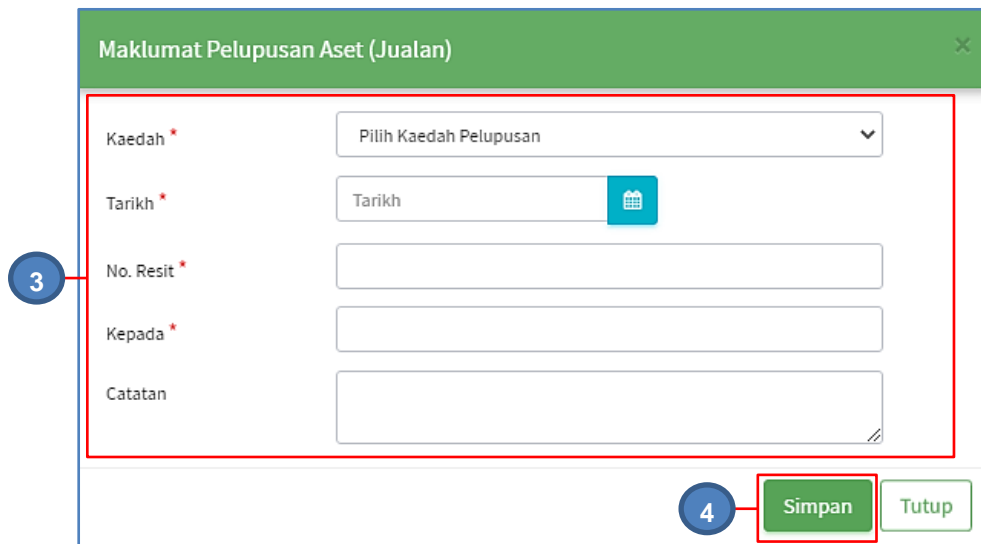 Maklumat Pelupusan Aset (Jualan) ×
Kaedah * Pilih Kaedah Pelupusan
Tarikh * Tarikh
3 No. Resit *
Kepada *
Catatan
4 Simpan Tutup